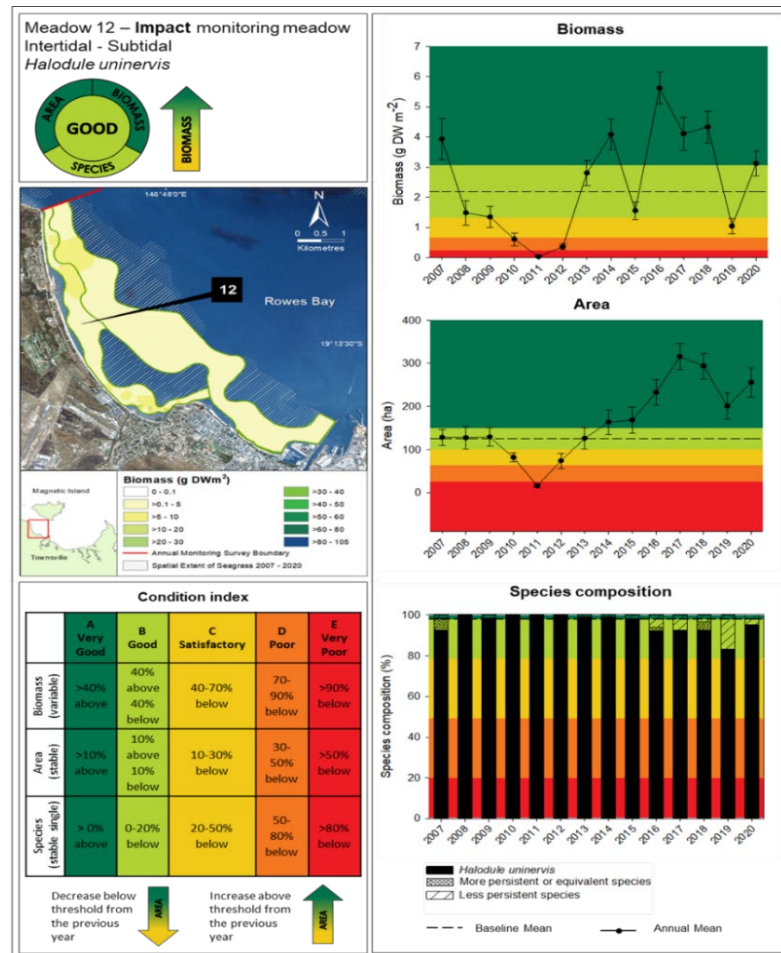 Meadow 12 – Impact monitoring meadow
Intertidal - Subtidal
Halodule uninervis
AREA
BIOMASS
GOOD
SPECIES
BIOMASS
146°48'0"E
N
0 0.5 1
Kilometres
12
Rowes Bay
19°13'30"S
Magnetic Island
Townsville
Biomass (g DWm²)
0 - 0.1
>0.1 - 5
>5 - 10
>10 - 20
>20 - 30
>30 - 40
>40 - 50
>50 - 60
>60 - 80
>80 - 105
Annual Monitoring Survey Boundary
Spatial Extent of Seagrass 2007 - 2020
Condition index
A Very Good
B Good
C Satisfactory
D Poor
E Very Poor
Biomass (variable)
>40% above
40% above 40% below
40-70% below
70-90% below
>90% below
Area (stable)
>10% above
10% above 10% below
10-30% below
30-50% below
>50% below
Species (stable single)
> 0% above
0-20% below
20-50% below
50-80% below
>80% below
Decrease below
threshold from
the previous
year
AREA
Increase above
threshold from
the previous
year
AREA
Biomass
Biomass (g DW m⁻²)
7
6
5
4
3
2
1
0
2007 2008 2009 2010 2011 2012 2013 2014 2015 2016 2017 2018 2019 2020
Area
Area (ha)
400
300
200
100
0
2007 2008 2009 2010 2011 2012 2013 2014 2015 2016 2017 2018 2019 2020
Species composition
Species composition (%)
100
80
60
40
20
0
2007 2008 2009 2010 2011 2012 2013 2014 2015 2016 2017 2018 2019 2020
Halodule uninervis
More persistent or equivalent species
Less persistent species
Baseline Mean
Annual Mean